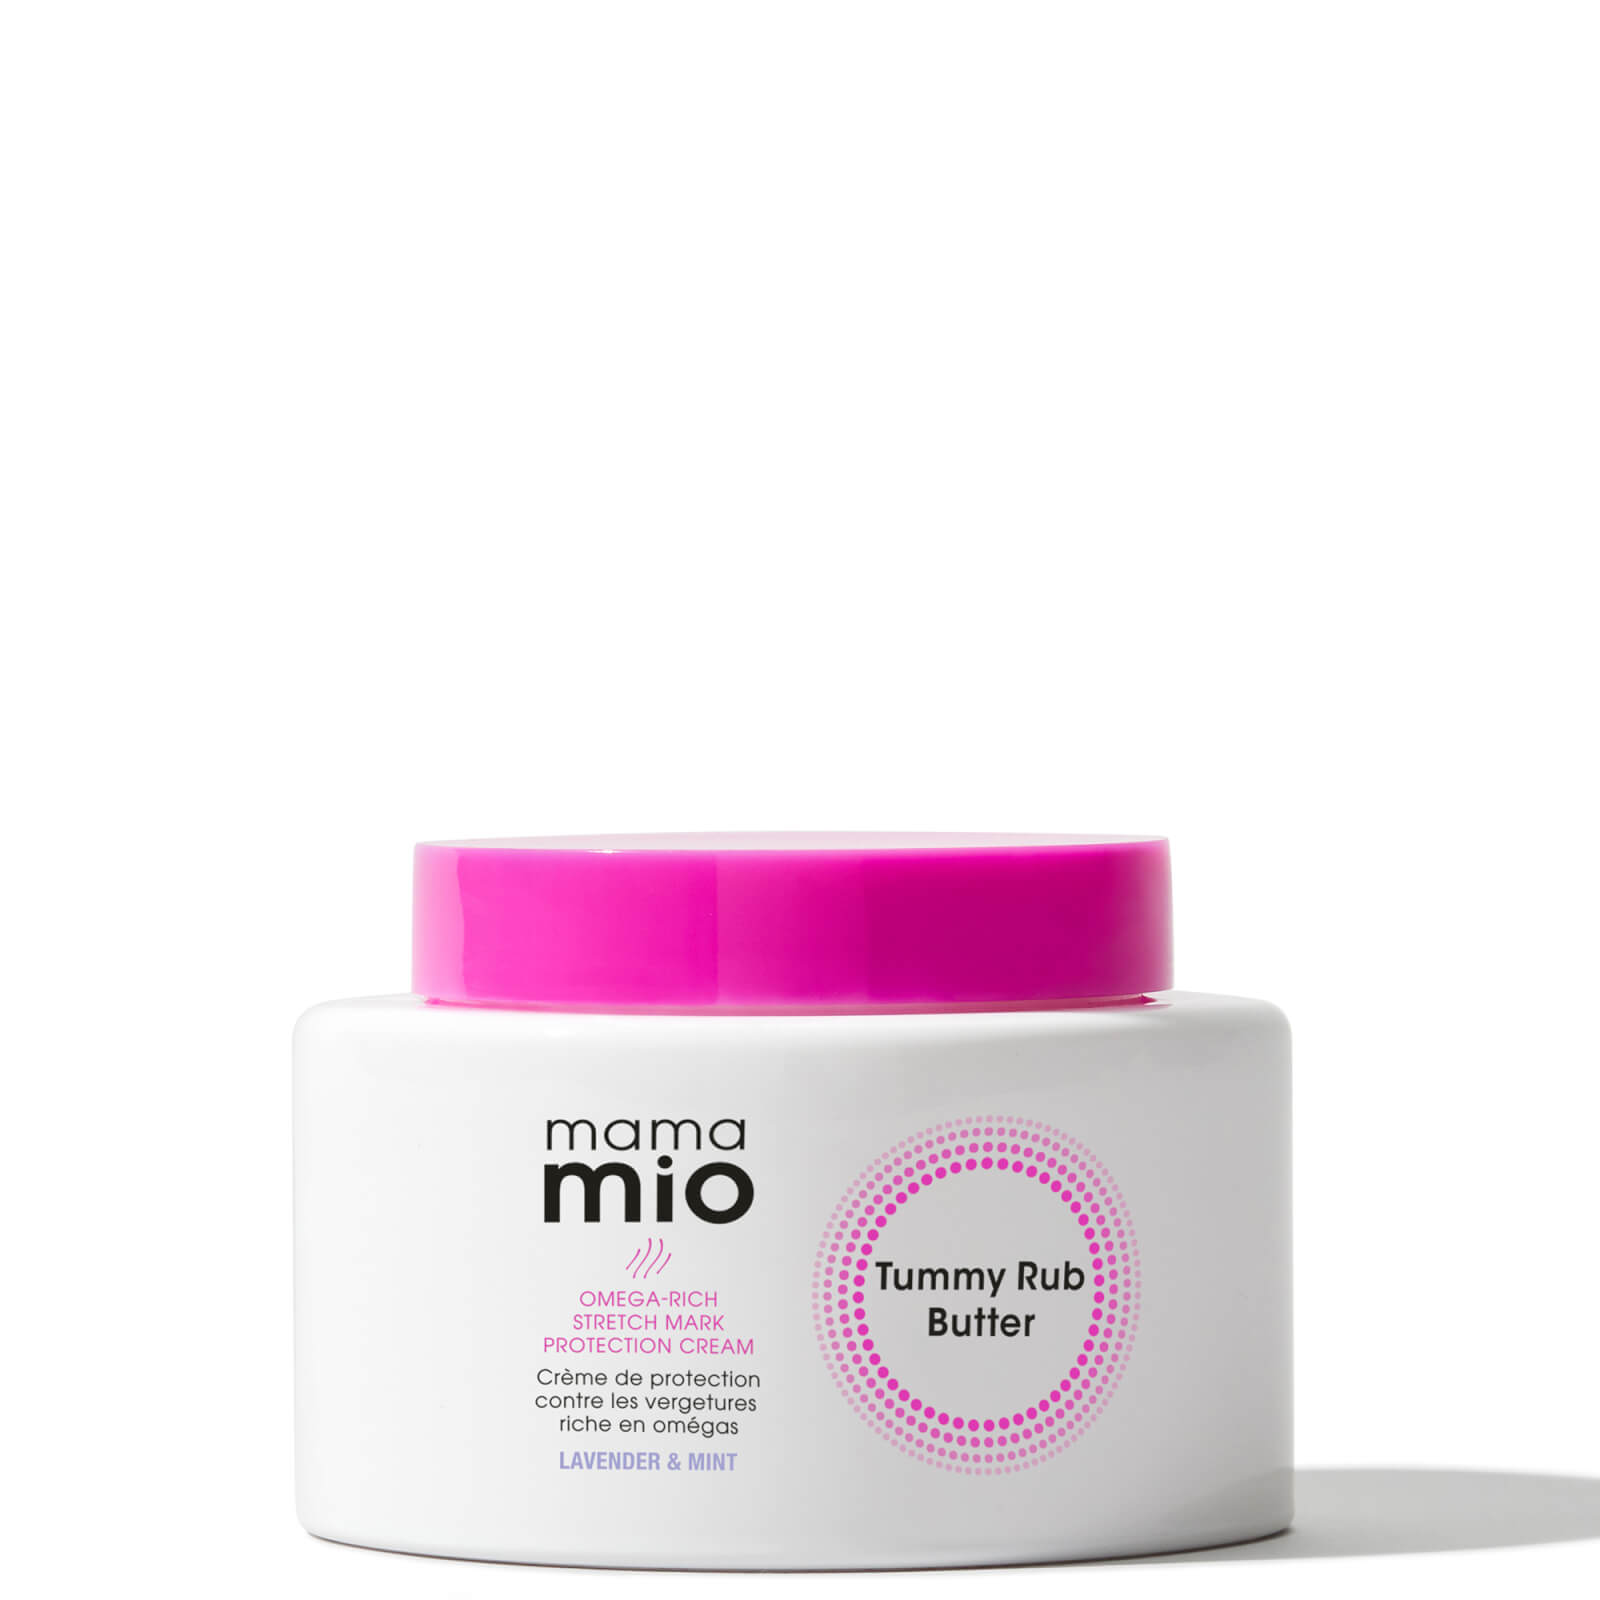 mama
mio
OMEGA-RICH
STRETCH MARK
PROTECTION CREAM
Crème de protection
contre les vergetures
riche en omégas
LAVENDER & MINT
Tummy Rub
Butter